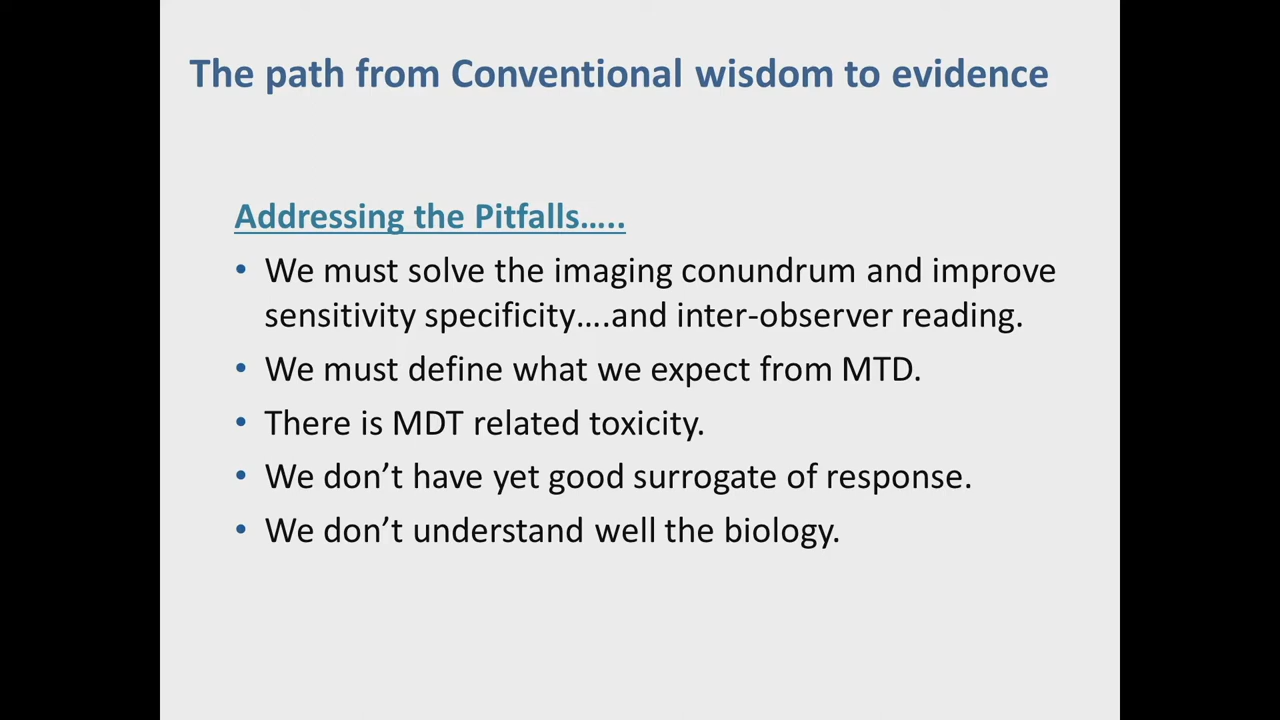 The path from Conventional wisdom to evidence
Addressing the Pitfalls…..
• We must solve the imaging conundrum and improve
sensitivity specificity….and inter-observer reading.
• We must define what we expect from MTD.
• There is MDT related toxicity.
• We don’t have yet good surrogate of response.
• We don’t understand well the biology.